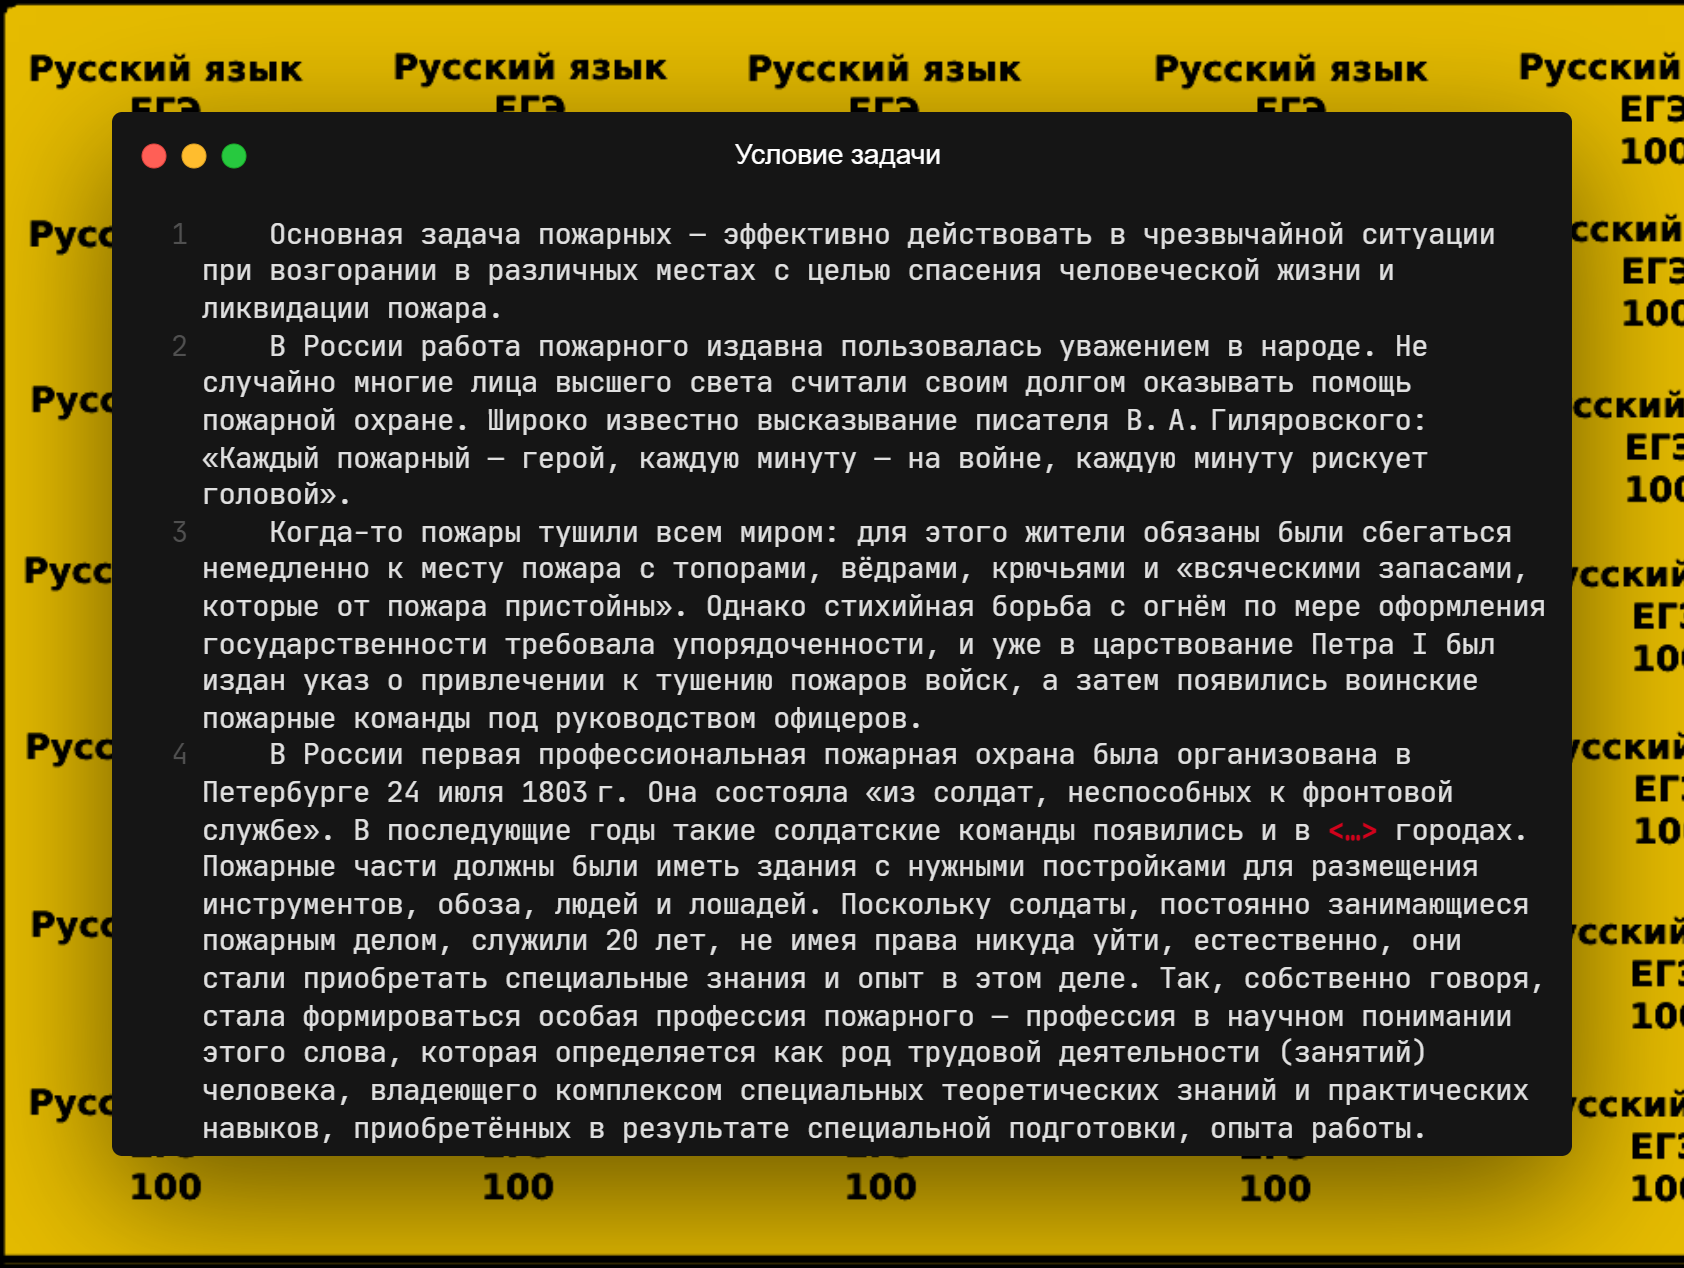 Русский язык Русский язык Русский язык Русский язык Русский
ЕГЭ ЕГЭ ЕГЭ ЕГЭ ЕГЭ
100
Условие задачи
1 Основная задача пожарных – эффективно действовать в чрезвычайной ситуации
при возгорании в различных местах с целью спасения человеческой жизни и
ликвидации пожара.
2 В России работа пожарного издавна пользовалась уважением в народе. Не
случайно многие лица высшего света считали своим долгом оказывать помощь
пожарной охране. Широко известно высказывание писателя В. А. Гиляровского:
«Каждый пожарный – герой, каждую минуту – на войне, каждую минуту рискует
головой».
3 Когда-то пожары тушили всем миром: для этого жители обязаны были сбегаться
немедленно к месту пожара с топорами, вёдрами, крючьями и «всяческими запасами,
которые от пожара пристойны». Однако стихийная борьба с огнём по мере оформления
государственности требовала упорядоченности, и уже в царствование Петра I был
издан указ о привлечении к тушению пожаров войск, а затем появились воинские
пожарные команды под руководством офицеров.
4 В России первая профессиональная пожарная охрана была организована в
Петербурге 24 июля 1803 г. Она состояла «из солдат, неспособных к фронтовой
службе». В последующие годы такие солдатские команды появились и в <…> городах.
Пожарные части должны были иметь здания с нужными постройками для размещения
инструментов, обоза, людей и лошадей. Поскольку солдаты, постоянно занимающиеся
пожарным делом, служили 20 лет, не имея права никуда уйти, естественно, они
стали приобретать специальные знания и опыт в этом деле. Так, собственно говоря,
стала формироваться особая профессия пожарного – профессия в научном понимании
этого слова, которая определяется как род трудовой деятельности (занятий)
человека, владеющего комплексом специальных теоретических знаний и практических
навыков, приобретённых в результате специальной подготовки, опыта работы.
100 100 100 100 100